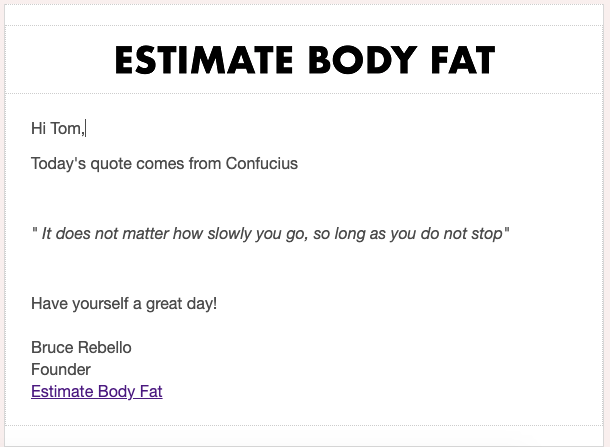 ESTIMATE BODY FAT
Hi Tom,
Today's quote comes from Confucius
" It does not matter how slowly you go, so long as you do not stop"
Have yourself a great day!
Bruce Rebello
Founder
Estimate Body Fat